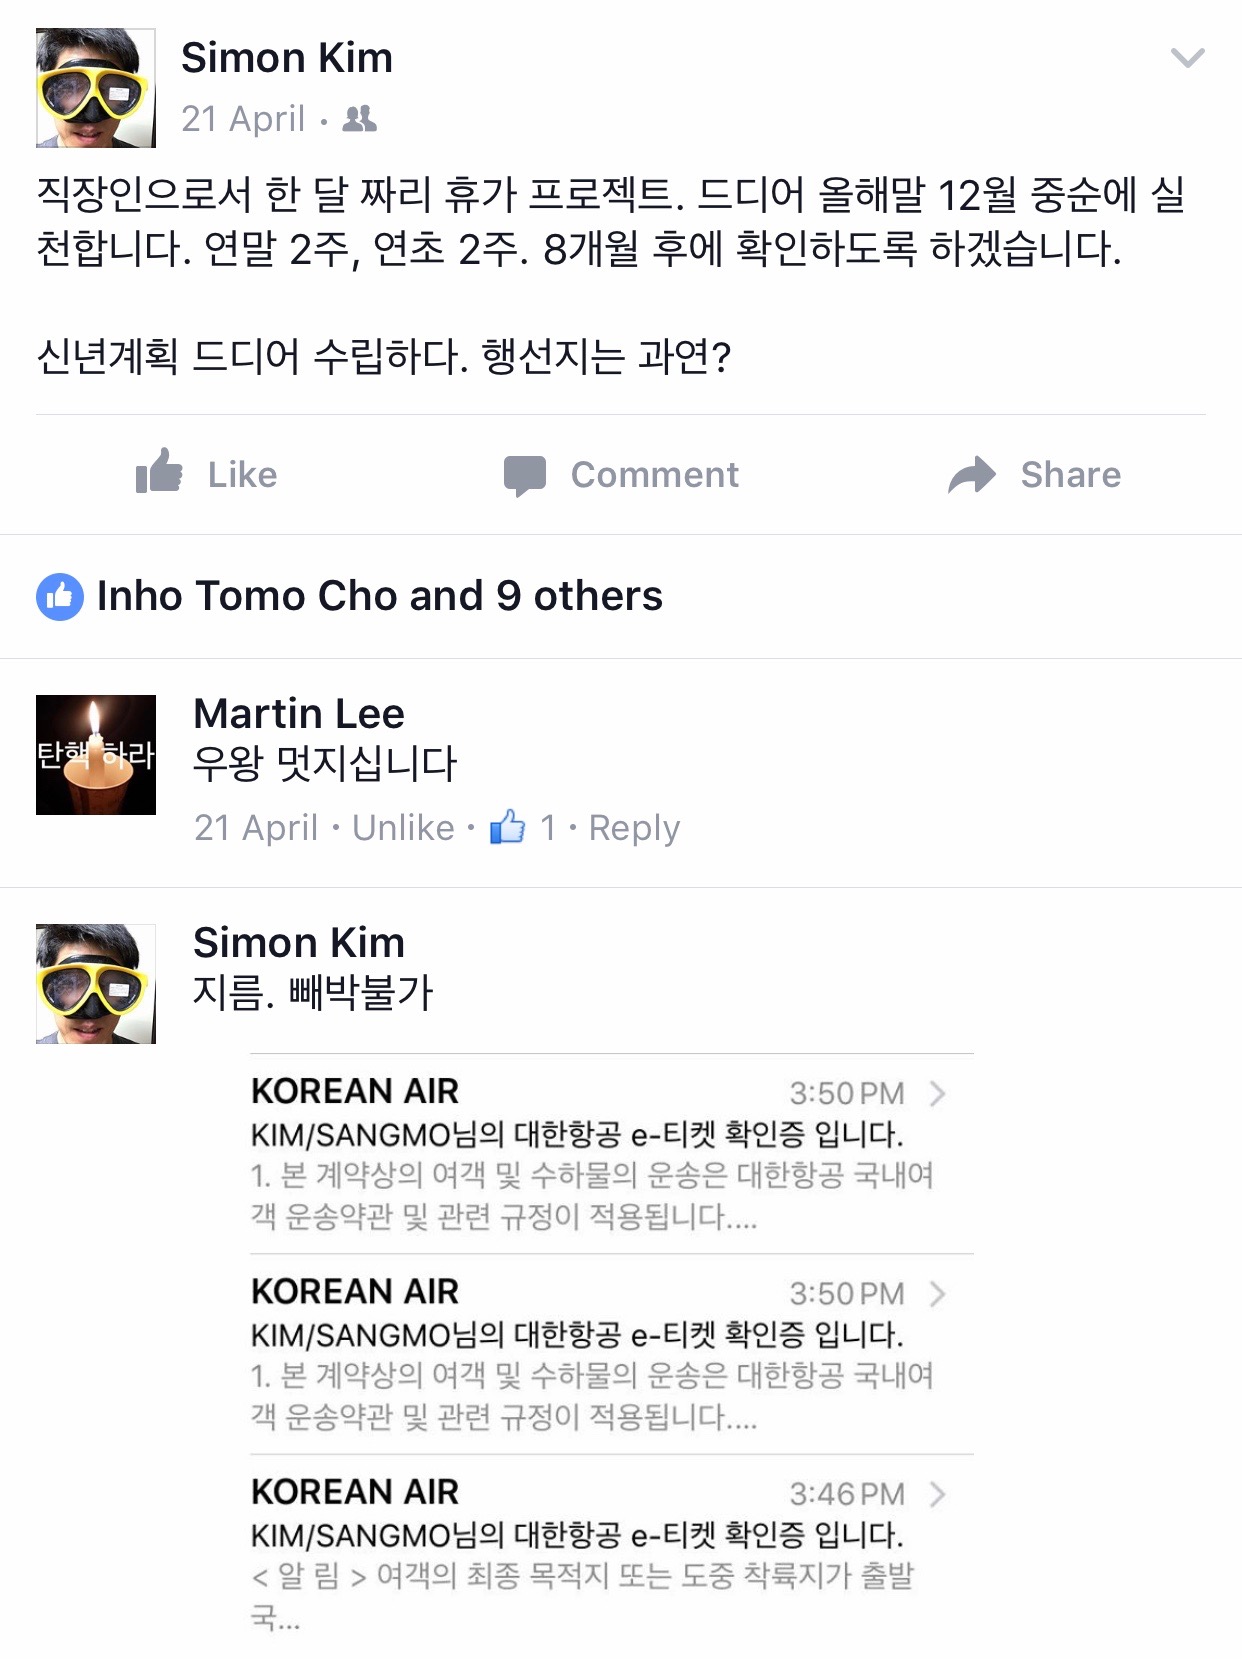 Simon Kim
21 April
직장인으로서 한 달 짜리 휴가 프로젝트. 드디어 올해말 12월 중순에 실
천합니다. 연말 2주, 연초 2주. 8개월 후에 확인하도록 하겠습니다.
신년계획 드디어 수립하다. 행선지는 과연?
Like Comment Share
Inho Tomo Cho and 9 others
탄핵 하라
Martin Lee
우왕 멋지십니다
21 April · Unlike · 1 · Reply
Simon Kim
지름. 빼박불가
KOREAN AIR 3:50 PM
KIM/SANGMO님의 대한항공 e-티켓 확인증 입니다.
1. 본 계약상의 여객 및 수하물의 운송은 대한항공 국내여
객 운송약관 및 관련 규정이 적용됩니다....
KOREAN AIR 3:50 PM
KIM/SANGMO님의 대한항공 e-티켓 확인증 입니다.
1. 본 계약상의 여객 및 수하물의 운송은 대한항공 국내여
객 운송약관 및 관련 규정이 적용됩니다....
KOREAN AIR 3:46 PM
KIM/SANGMO님의 대한항공 e-티켓 확인증 입니다.
< 알 림 > 여객의 최종 목적지 또는 도중 착륙지가 출발
국...